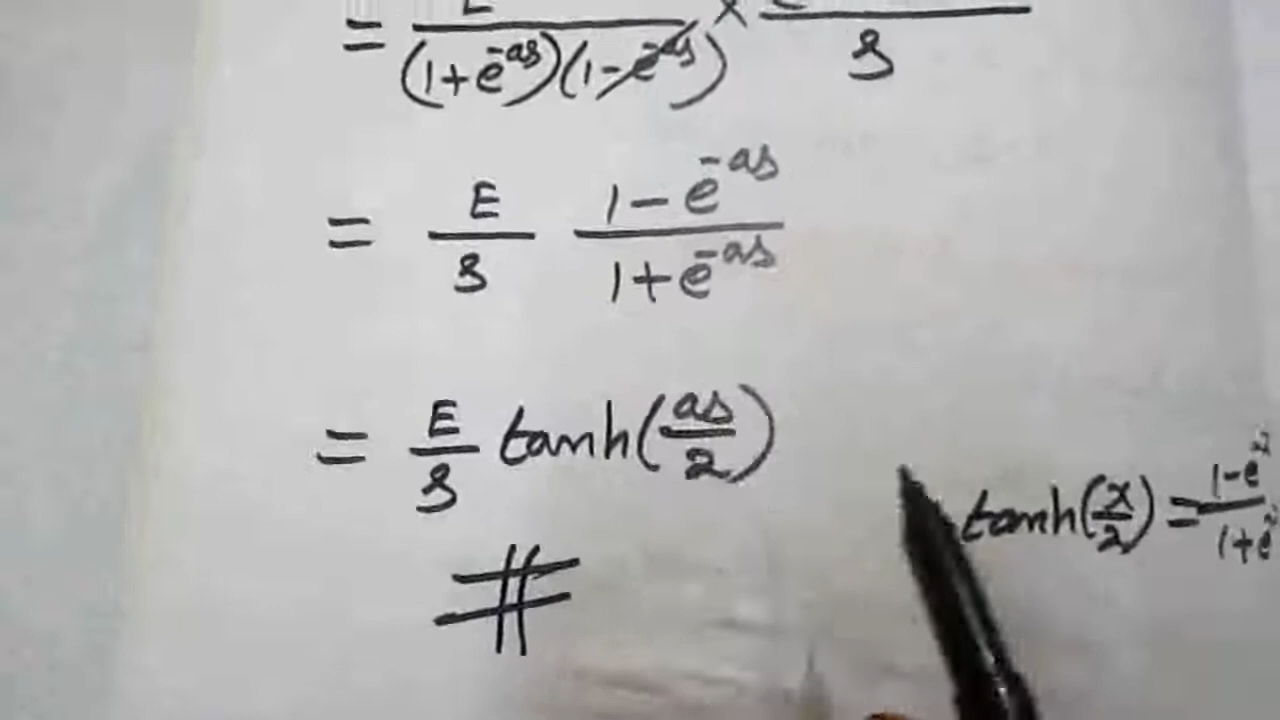 = E/((1+e^-as)(1-e^-as)) × /s
= E/s (1-e^-as)/(1+e^-as)
= E/s tanh(as/2)
tanh(x/2) = (1-e^-x)/(1+e^-x)